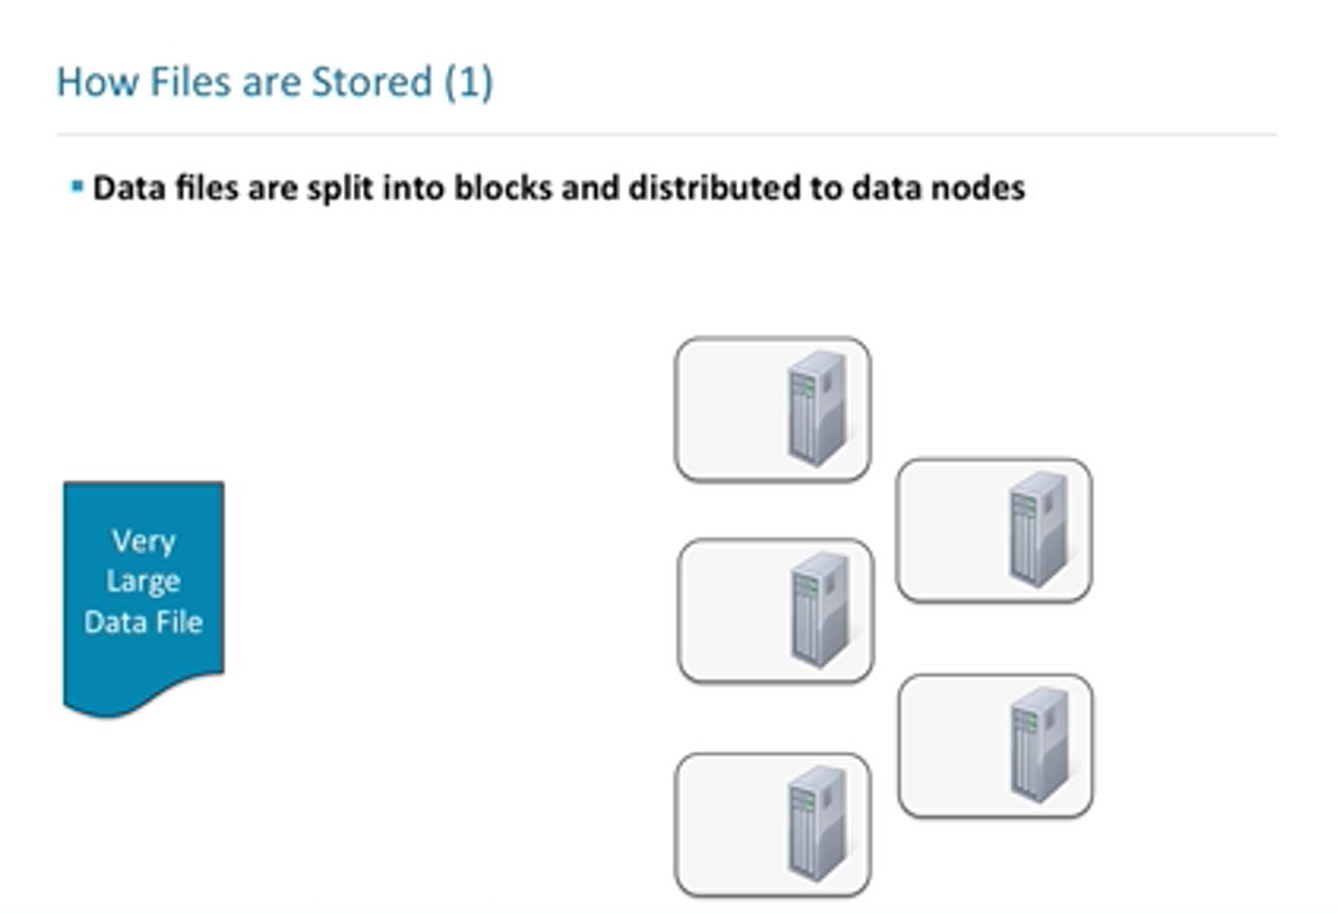 How Files are Stored (1)
Data files are split into blocks and distributed to data nodes
Very
Large
Data File